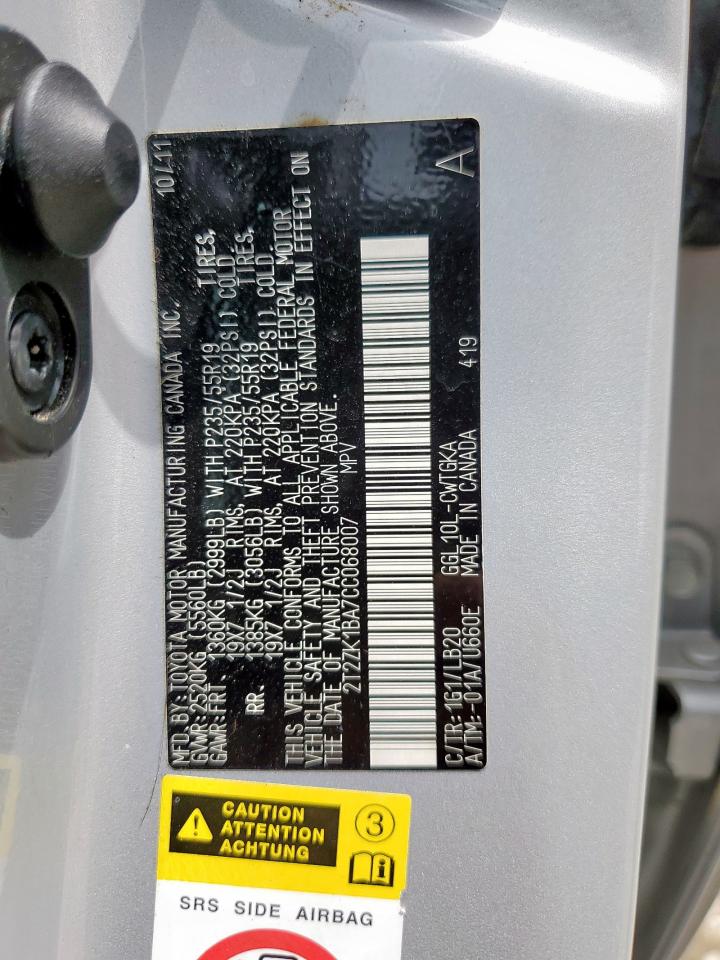 MFD.BY:TOYOTA MOTOR MANUFACTURING CANADA INC. 10/11
GVWR:2520KG (5560LB)
GAWR:FRT 1360KG (2999LB) WITH P235/55R19 TIRES,
19X7 1/2J RIMS, AT 220KPA (32PSI) COLD.
RR. 1385KG (3056LB) WITH P235/55R19 TIRES,
19X7 1/2J RIMS, AT 220KPA (32PSI) COLD.
THIS VEHICLE CONFORMS TO ALL APPLICABLE FEDERAL MOTOR
VEHICLE SAFETY AND THEFT PREVENTION STANDARDS IN EFFECT ON
THE DATE OF MANUFACTURE SHOWN ABOVE.
2T2ZK1BA7CC068007 MPV
C/TR:1G1/LB20 GGL10L-CWTGKA
A/TM:-01A/U660E MADE IN CANADA 419 A
CAUTION
ATTENTION
ACHTUNG
3
SRS SIDE AIRBAG